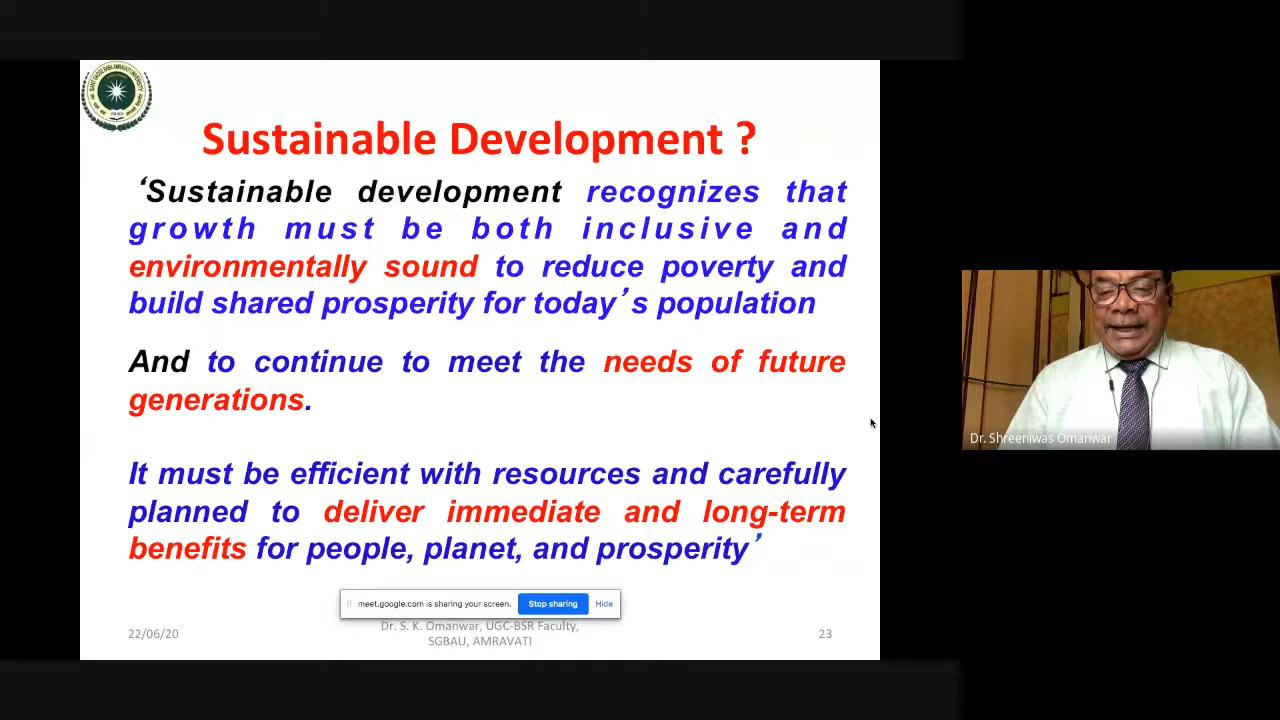 Sustainable Development ?
‘Sustainable development recognizes that
growth must be both inclusive and
environmentally sound to reduce poverty and
build shared prosperity for today’s population
And to continue to meet the needs of future
generations.
It must be efficient with resources and carefully
planned to deliver immediate and long-term
benefits for people, planet, and prosperity’
meet.google.com is sharing your screen. Stop sharing Hide
22/06/20
Dr. S. K. Omanwar, UGC-BSR Faculty,
SGBAU, AMRAVATI
23
Dr. Shreeniwas Omanwar